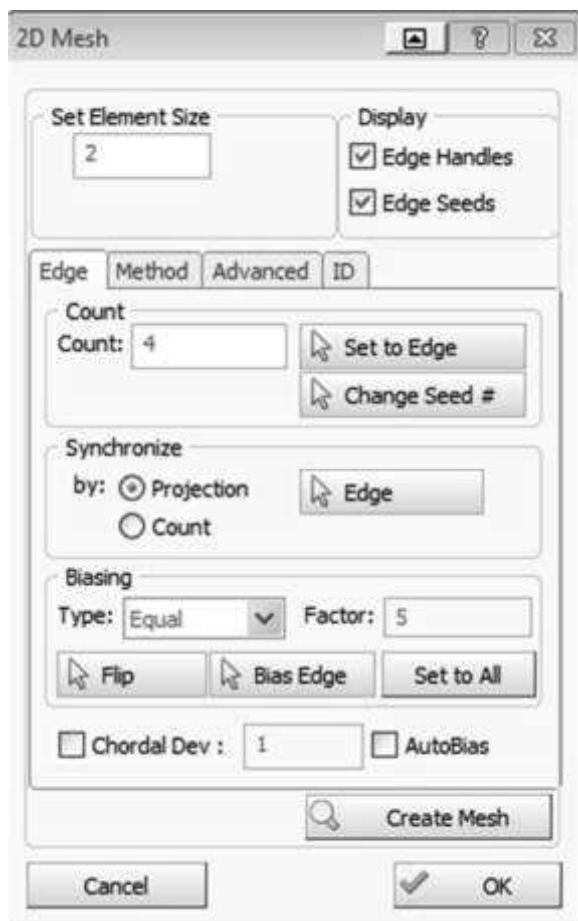 2D Mesh ?
Set Element Size Display
2 Edge Handles
Edge Seeds
Edge Method Advanced ID
Count
Count: 4 Set to Edge
Change Seed #
Synchronize
by: Projection Edge
Count
Biasing
Type: Equal Factor: 5
Flip Bias Edge Set to All
Chordal Dev : 1 AutoBias
Create Mesh
Cancel OK